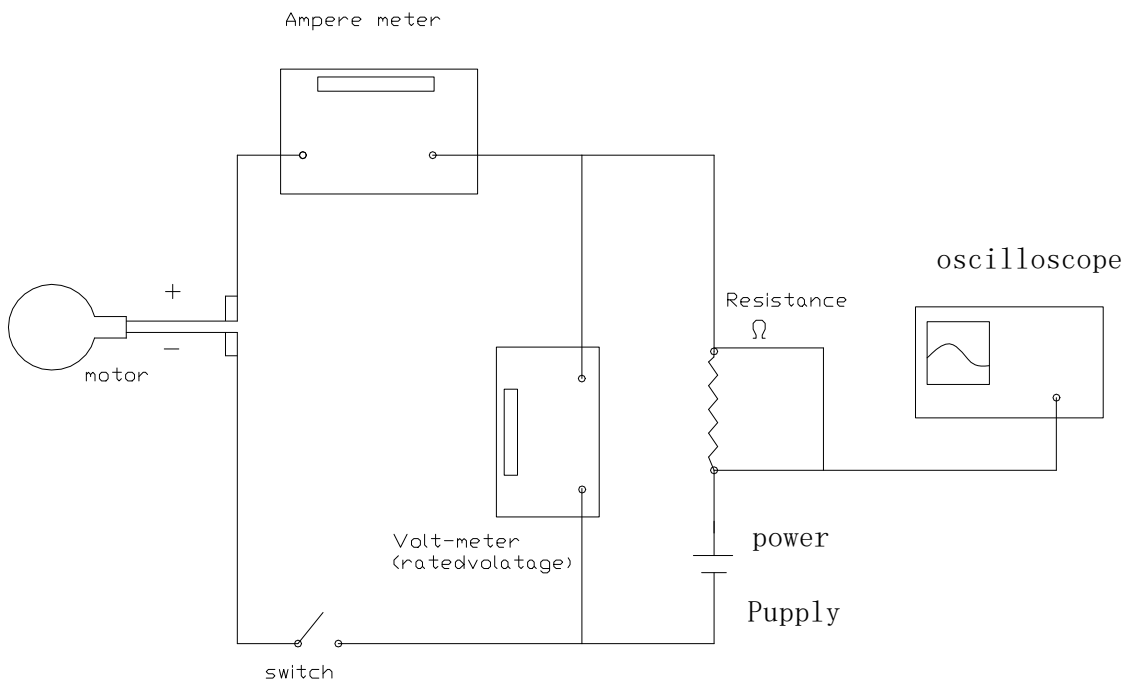 Ampere meter
oscilloscope
+
Resistance
Ω
−
motor
Volt-meter
(ratedvolatage)
power
Pupply
switch